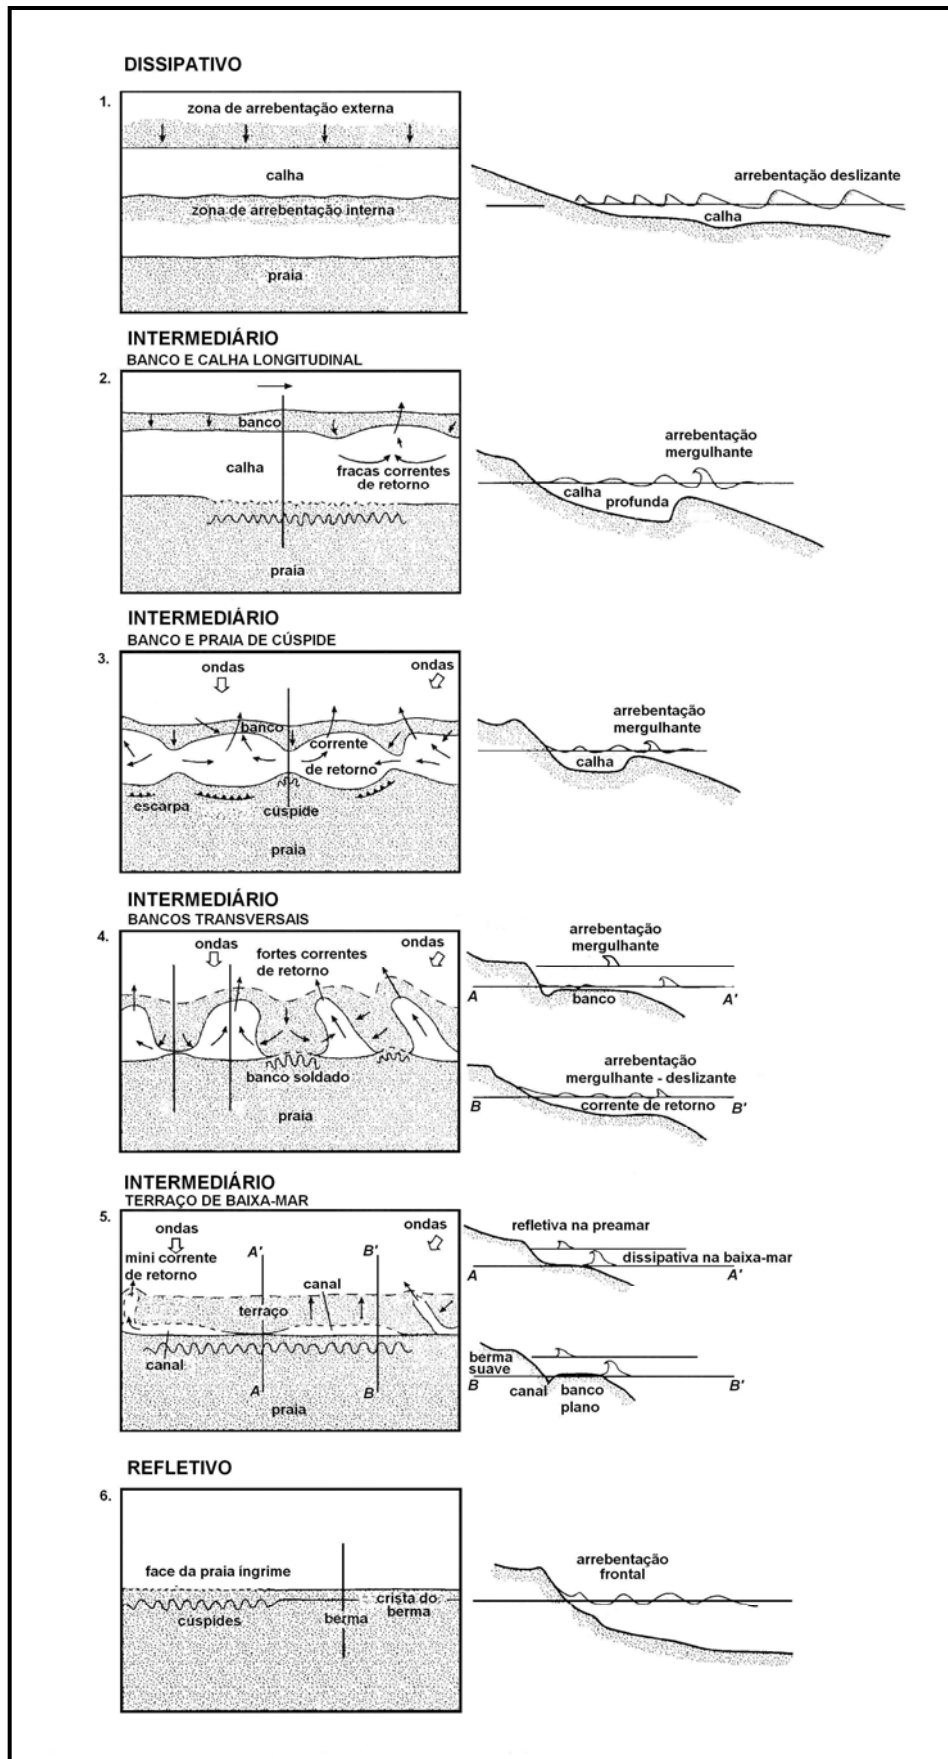 DISSIPATIVO
1.
zona de arrebentação externa
calha
zona de arrebentação interna
praia
arrebentação deslizante
calha
INTERMEDIÁRIO
BANCO E CALHA LONGITUDINAL
2.
banco
calha
fracas correntes
de retorno
praia
arrebentação
mergulhante
calha
profunda
INTERMEDIÁRIO
BANCO E PRAIA DE CÚSPIDE
3.
ondas
ondas
banco
corrente
de retorno
escarpa
cúspide
praia
arrebentação
mergulhante
calha
INTERMEDIÁRIO
BANCOS TRANSVERSAIS
4.
ondas
fortes correntes
de retorno
ondas
banco soldado
praia
arrebentação
mergulhante
A
banco
A'
arrebentação
mergulhante - deslizante
B
corrente de retorno
B'
INTERMEDIÁRIO
TERRAÇO DE BAIXA-MAR
5.
ondas
ondas
mini corrente
de retorno
A'
B'
canal
terraço
canal
A
B
praia
refletiva na preamar
dissipativa na baixa-mar
A
A'
berma
suave
B
canal
banco
plano
B'
REFLETIVO
6.
face da praia íngrime
cúspides
berma
crista do
berma
arrebentação
frontal